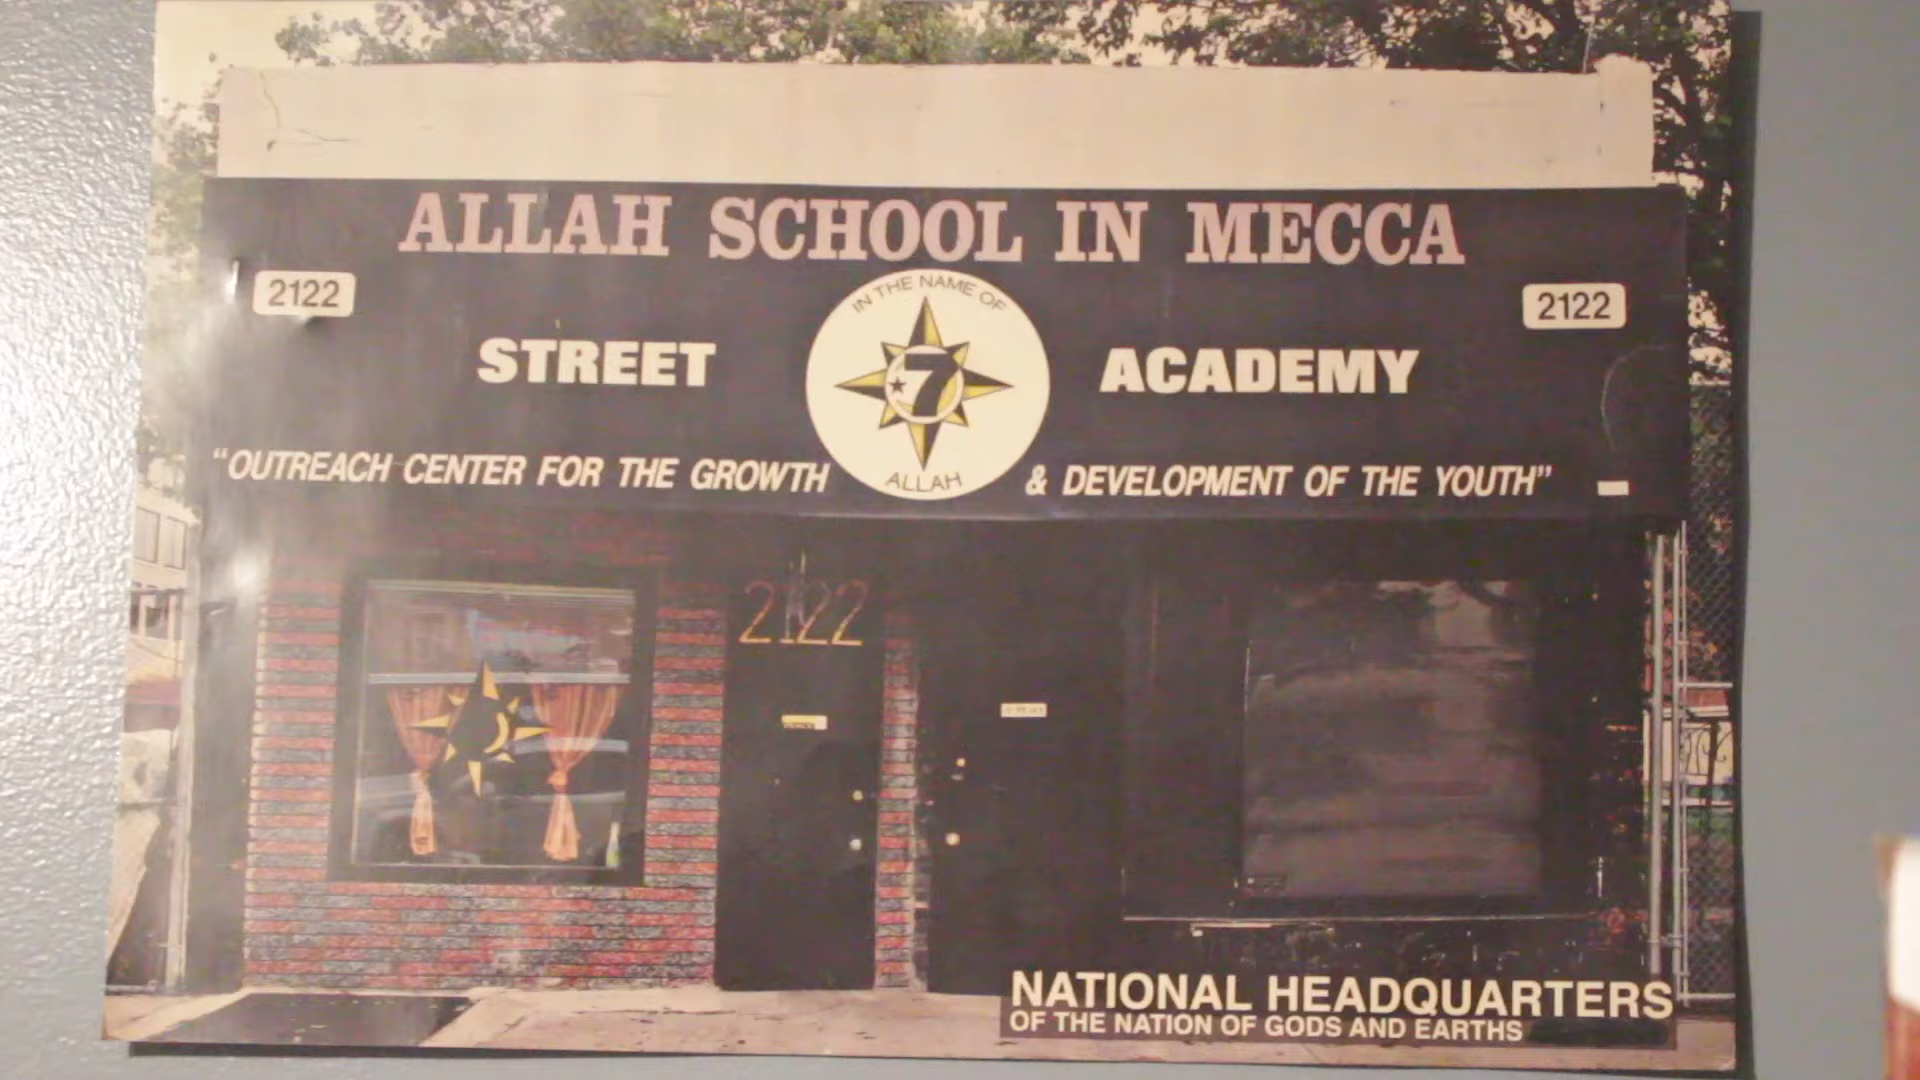 ALLAH SCHOOL IN MECCA
2122
2122
IN THE NAME OF
7
ALLAH
STREET ACADEMY
"OUTREACH CENTER FOR THE GROWTH & DEVELOPMENT OF THE YOUTH"
2122
NATIONAL HEADQUARTERS
OF THE NATION OF GODS AND EARTHS